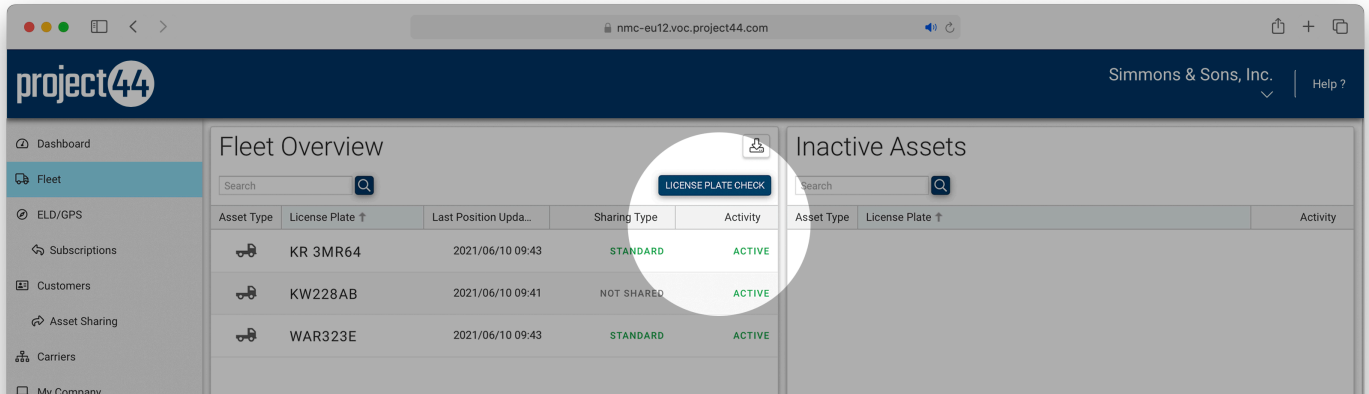 nmc-eu12.voc.project44.com
project44
Simmons & Sons, Inc.
Help ?
Dashboard
Fleet
ELD/GPS
Subscriptions
Customers
Asset Sharing
Carriers
My Company
Fleet Overview
Search
LICENSE PLATE CHECK
Asset Type License Plate ↑ Last Position Upda... Sharing Type Activity
KR 3MR64 2021/06/10 09:43 STANDARD ACTIVE
KW228AB 2021/06/10 09:41 NOT SHARED ACTIVE
WAR323E 2021/06/10 09:43 STANDARD ACTIVE
Inactive Assets
Search
Asset Type License Plate ↑ Activity